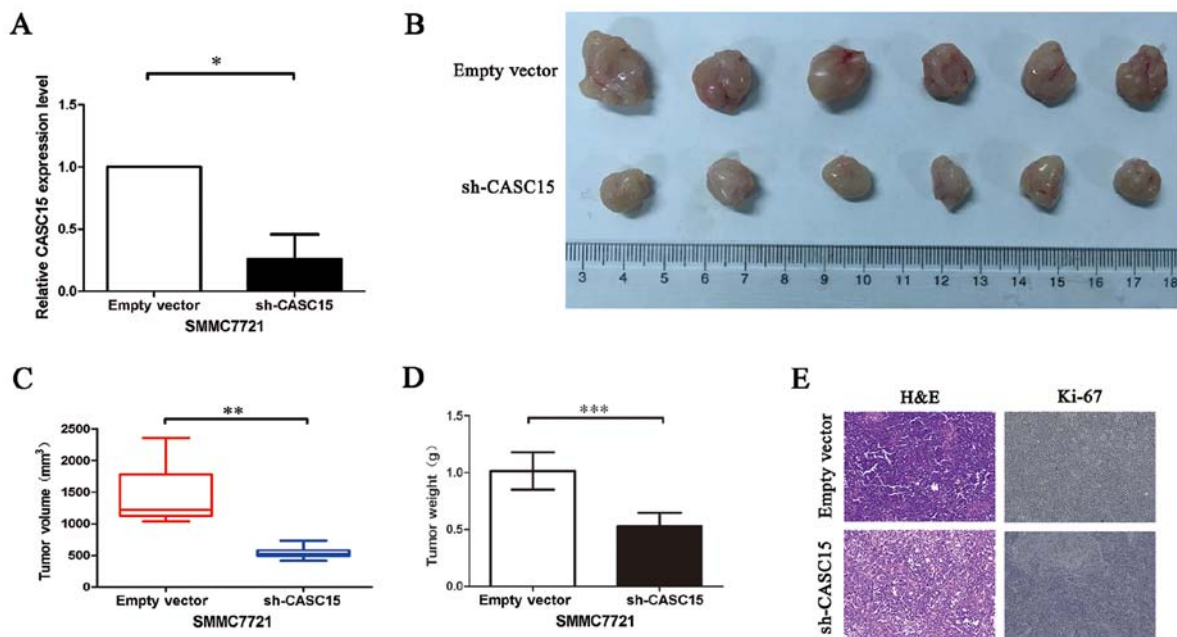 A
*
Relative CASC15 expression level
1.5
1.0
0.5
0.0
Empty vector
sh-CASC15
SMMC7721
B
Empty vector
sh-CASC15
3 4 5 6 7 8 9 10 11 12 13 14 15 16 17 18
C
**
Tumor volume (mm³)
2500
2000
1500
1000
500
0
Empty vector
sh-CASC15
SMMC7721
D
***
Tumor weight (g)
1.5
1.0
0.5
0.0
Empty vector
sh-CASC15
SMMC7721
E
H&E
Ki-67
Empty vector
sh-CASC15